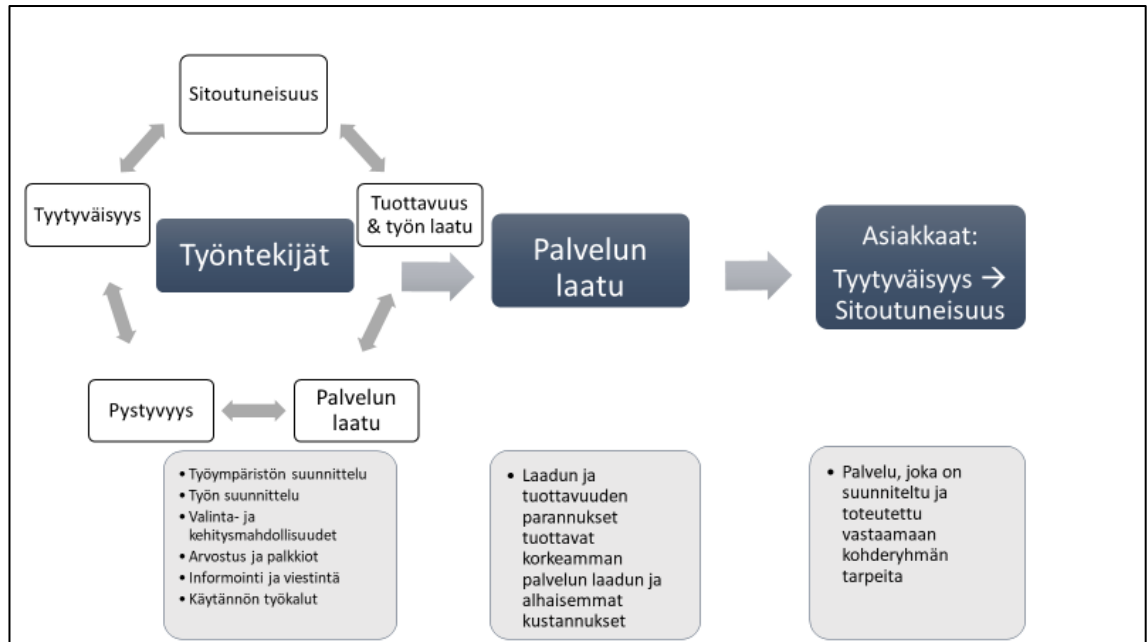 Sitoutuneisuus
Tyytyväisyys
Tuottavuus
& työn laatu
Työntekijät
Palvelun
laatu
Asiakkaat:
Tyytyväisyys →
Sitoutuneisuus
Pystyvyys
Palvelun
laatu
• Työympäristön suunnittelu
• Työn suunnittelu
• Valinta- ja
kehitysmahdollisuudet
• Arvostus ja palkkiot
• Informointi ja viestintä
• Käytännön työkalut
• Laadun ja
tuottavuuden
parannukset
tuottavat
korkeamman
palvelun laadun ja
alhaisemmat
kustannukset
• Palvelu, joka on
suunniteltu ja
toteutettu
vastaamaan
kohderyhmän
tarpeita